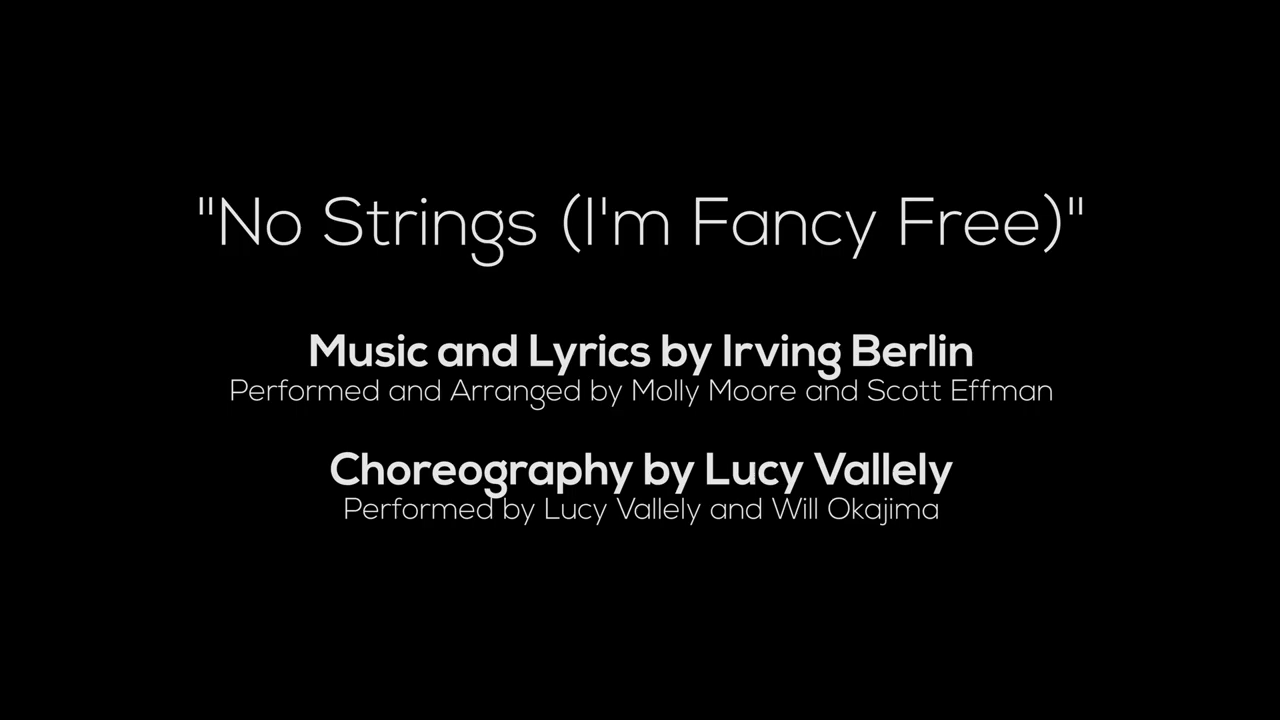 "No Strings (I'm Fancy Free)"
Music and Lyrics by Irving Berlin
Performed and Arranged by Molly Moore and Scott Effman
Choreography by Lucy Vallely
Performed by Lucy Vallely and Will Okajima